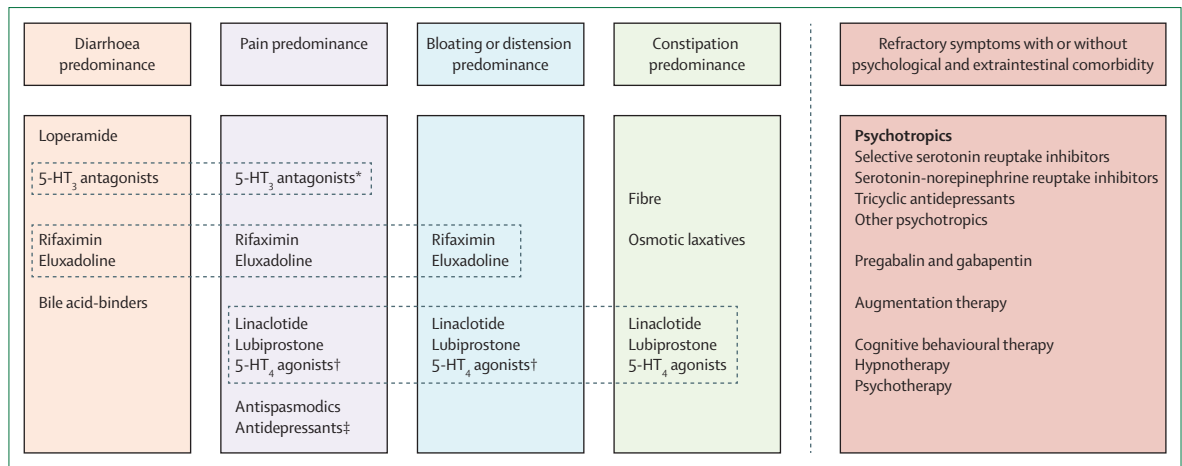 Diarrhoea
predominance
Pain predominance
Bloating or distension
predominance
Constipation
predominance
Refractory symptoms with or without
psychological and extraintestinal comorbidity
Loperamide
5-HT₃ antagonists
Rifaximin
Eluxadoline
Bile acid-binders
5-HT₃ antagonists*
Rifaximin
Eluxadoline
Linaclotide
Lubiprostone
5-HT₄ agonists†
Antispasmodics
Antidepressants‡
Rifaximin
Eluxadoline
Linaclotide
Lubiprostone
5-HT₄ agonists†
Fibre
Osmotic laxatives
Linaclotide
Lubiprostone
5-HT₄ agonists
Psychotropics
Selective serotonin reuptake inhibitors
Serotonin-norepinephrine reuptake inhibitors
Tricyclic antidepressants
Other psychotropics
Pregabalin and gabapentin
Augmentation therapy
Cognitive behavioural therapy
Hypnotherapy
Psychotherapy